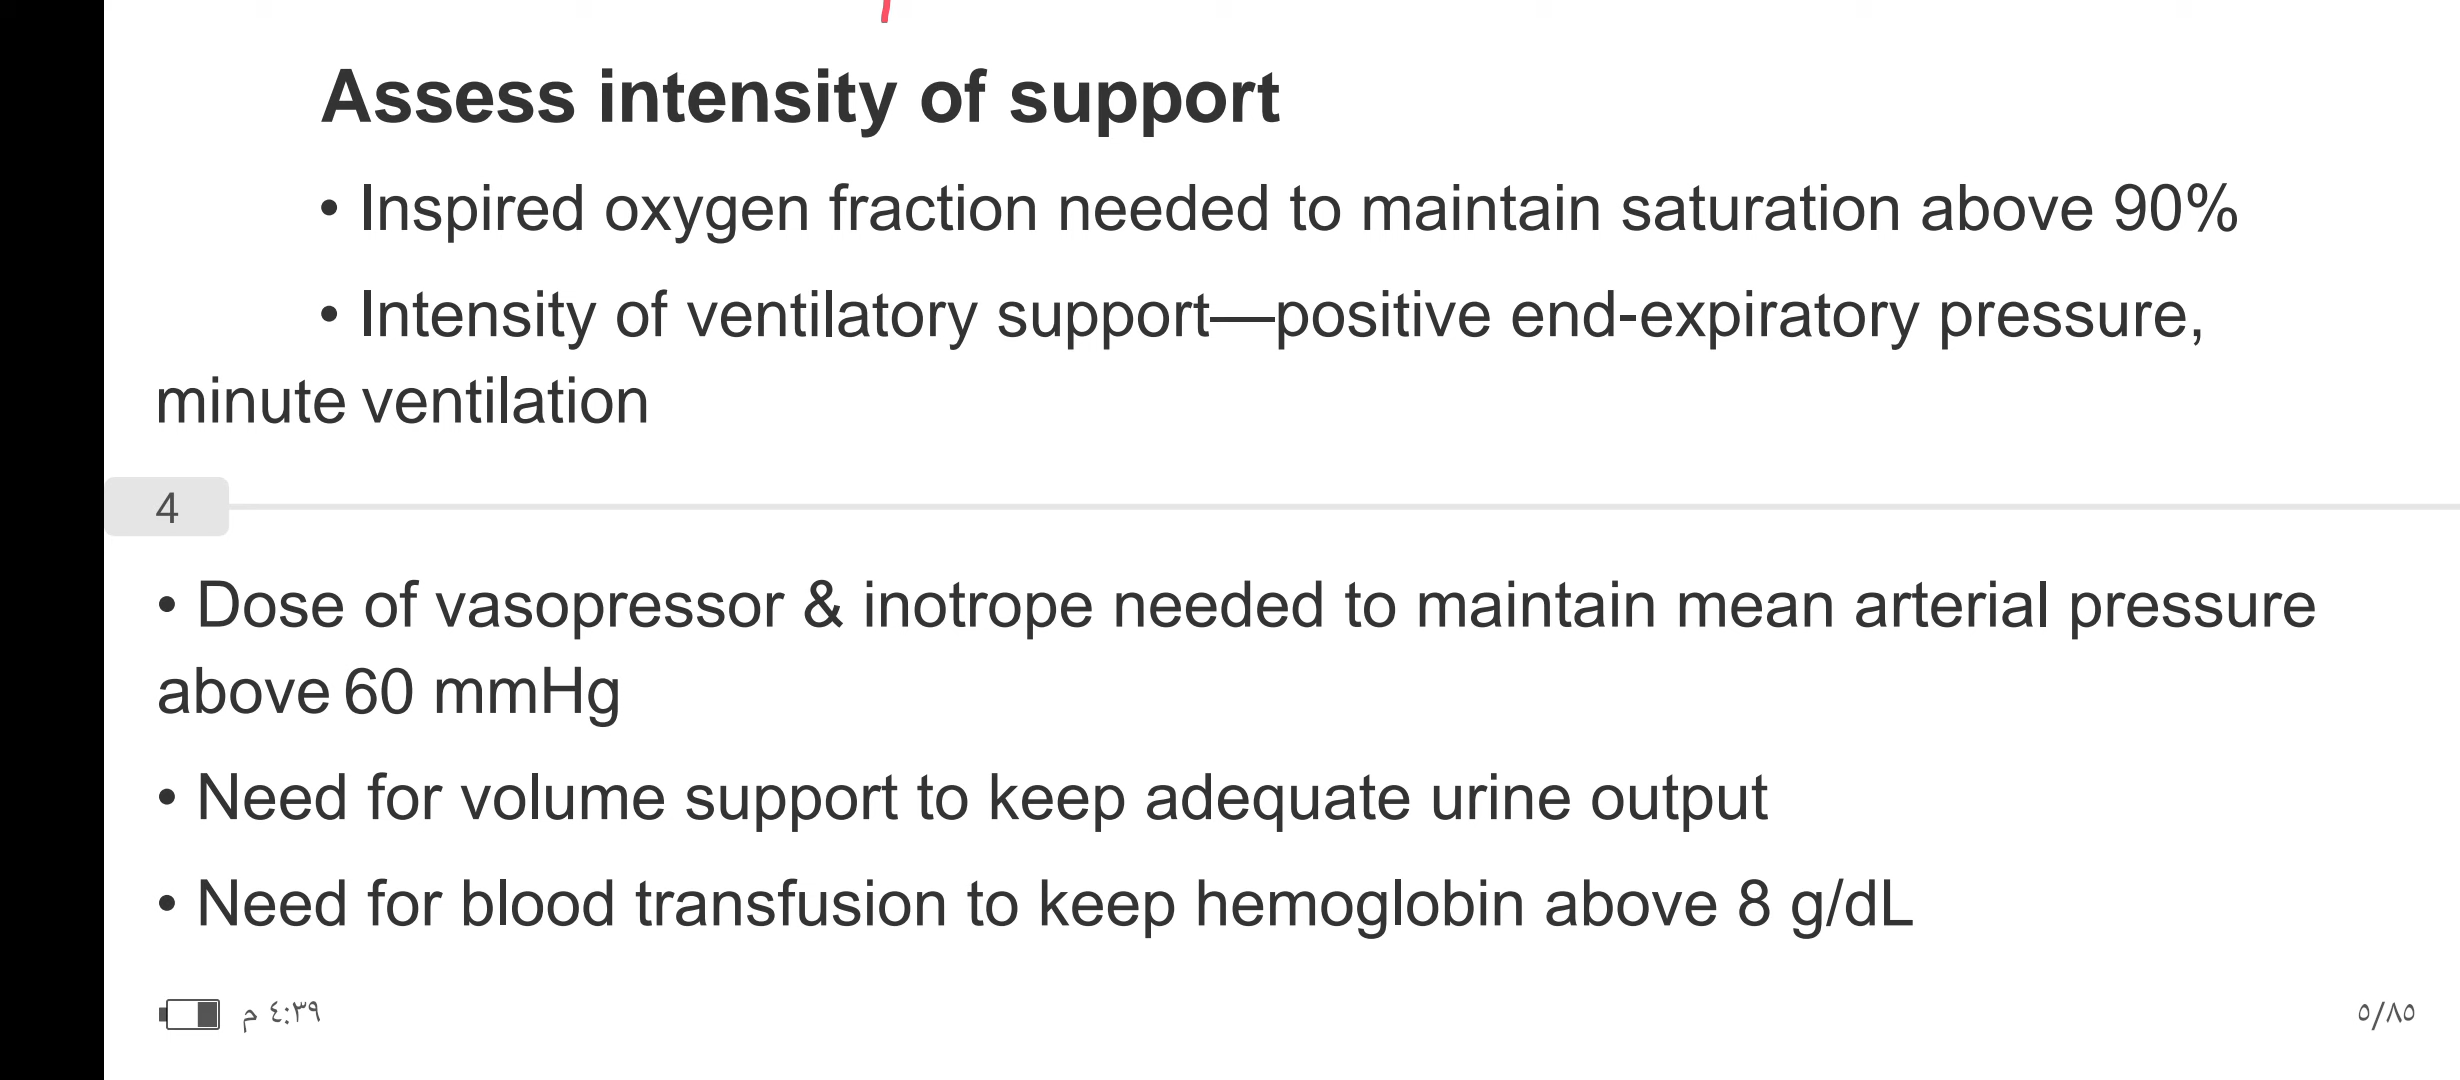 Assess intensity of support
• Inspired oxygen fraction needed to maintain saturation above 90%
• Intensity of ventilatory support—positive end-expiratory pressure,
minute ventilation
4
• Dose of vasopressor & inotrope needed to maintain mean arterial pressure
above 60 mmHg
• Need for volume support to keep adequate urine output
• Need for blood transfusion to keep hemoglobin above 8 g/dL
٤:٣٩ م
٥/٨٥